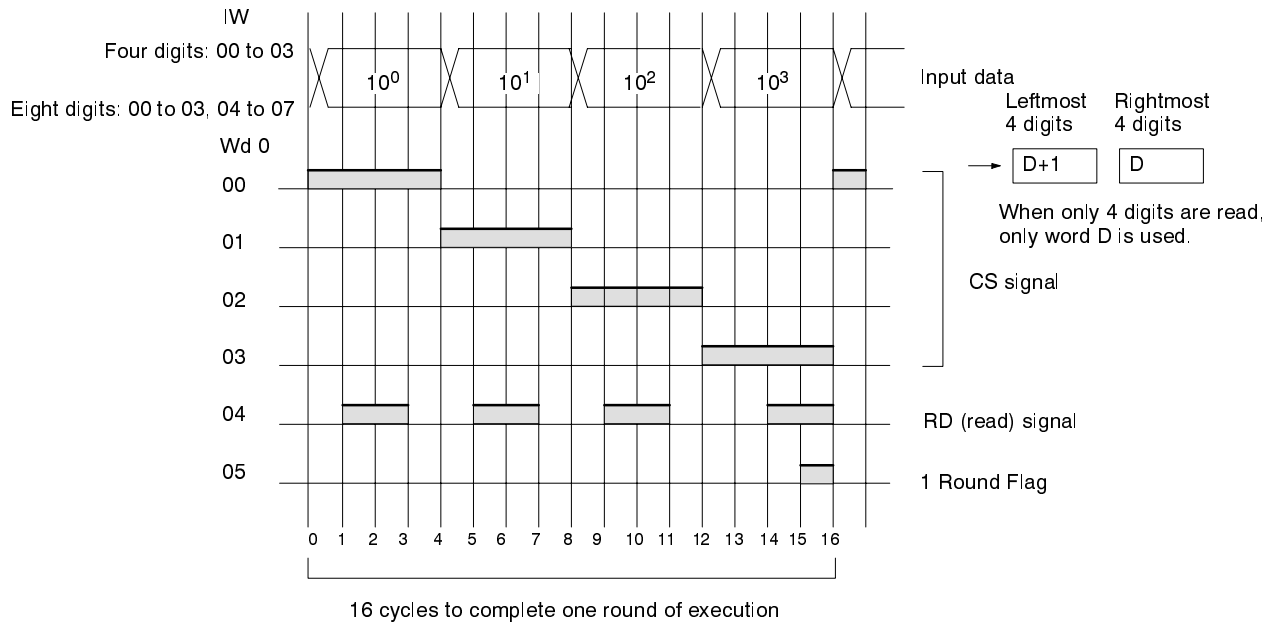 IW
Four digits: 00 to 03
10⁰ 10¹ 10² 10³
Input data
Eight digits: 00 to 03, 04 to 07
Leftmost 4 digits
Rightmost 4 digits
Wd 0
D+1 D
When only 4 digits are read,
only word D is used.
00
01
02
CS signal
03
04
RD (read) signal
05
1 Round Flag
0 1 2 3 4 5 6 7 8 9 10 11 12 13 14 15 16
16 cycles to complete one round of execution